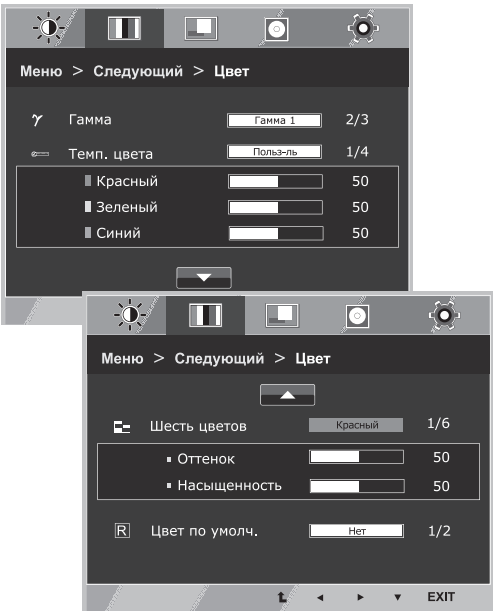 Меню > Следующий > Цвет
γ Гамма Гамма 1 2/3
Темп. цвета Польз-ль 1/4
Красный 50
Зеленый 50
Синий 50
Меню > Следующий > Цвет
Шесть цветов Красный 1/6
Оттенок 50
Насыщенность 50
R Цвет по умолч. Нет 1/2
EXIT